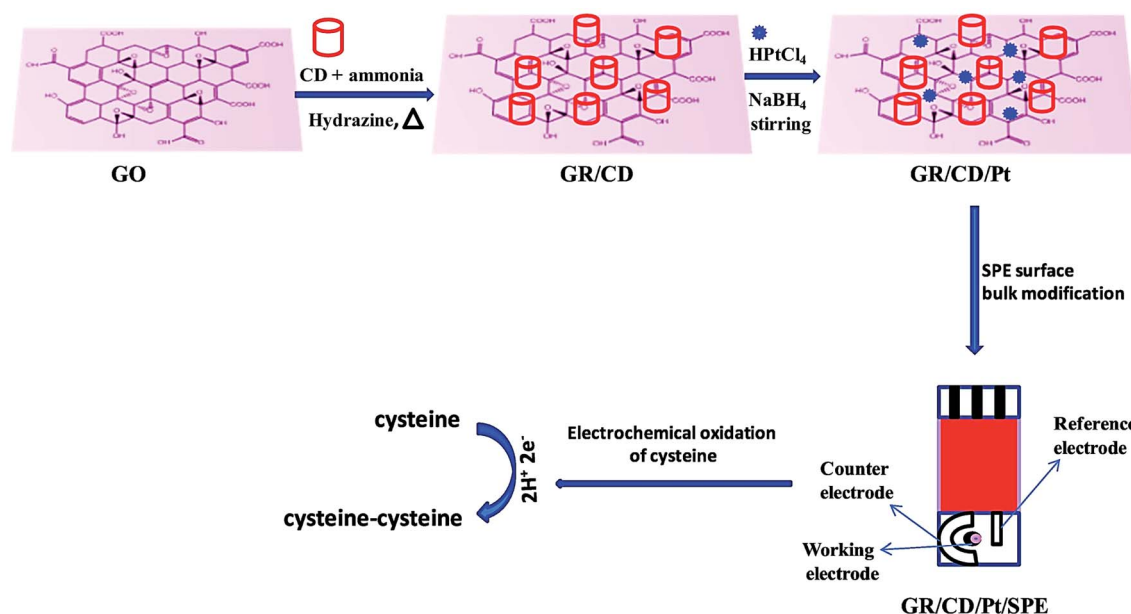 CD + ammonia
Hydrazine, Δ
HPtCl₄
NaBH₄
stirring
GO
GR/CD
GR/CD/Pt
SPE surface
bulk modification
cysteine
2H⁺ 2e⁻
cysteine-cysteine
Electrochemical oxidation
of cysteine
Reference
electrode
Counter
electrode
Working
electrode
GR/CD/Pt/SPE